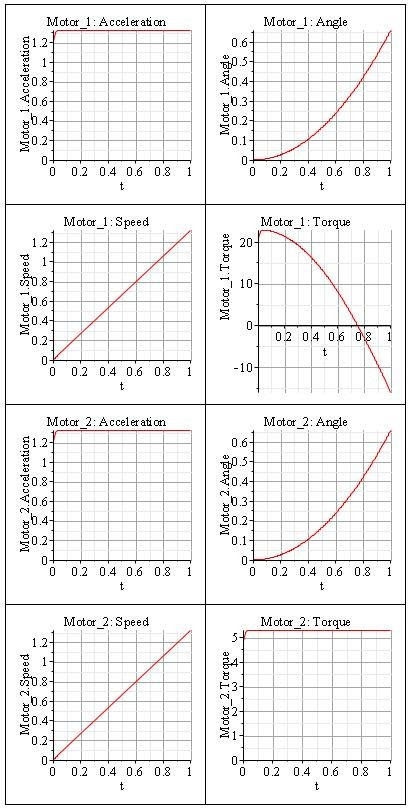 Motor_1: Acceleration
Motor_1.Acceleration
1.2
1
0.8
0.6
0.4
0.2
0
0 0.2 0.4 0.6 0.8 1
t
Motor_1: Angle
Motor_1.Angle
0.6
0.5
0.4
0.3
0.2
0.1
0
0 0.2 0.4 0.6 0.8 1
t
Motor_1: Speed
Motor_1.Speed
1.2
1
0.8
0.6
0.4
0.2
0
0 0.2 0.4 0.6 0.8 1
t
Motor_1: Torque
Motor_1.Torque
20
10
0
-10
0.2 0.4 0.6 0.8 1
t
Motor_2: Acceleration
Motor_2.Acceleration
1.2
1
0.8
0.6
0.4
0.2
0
0 0.2 0.4 0.6 0.8 1
t
Motor_2: Angle
Motor_2.Angle
0.6
0.5
0.4
0.3
0.2
0.1
0
0 0.2 0.4 0.6 0.8 1
t
Motor_2: Speed
Motor_2.Speed
1.2
1
0.8
0.6
0.4
0.2
0
0 0.2 0.4 0.6 0.8 1
t
Motor_2: Torque
Motor_2.Torque
5
4
3
2
1
0
0 0.2 0.4 0.6 0.8 1
t